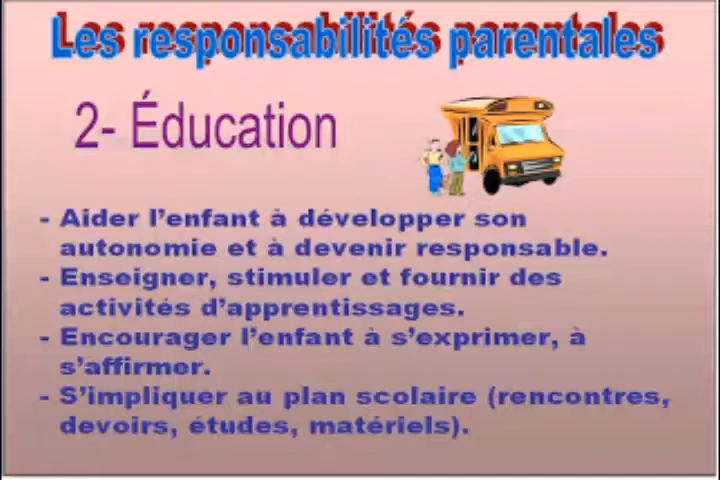 Les responsabilités parentales
2- Éducation
- Aider l'enfant à développer son
autonomie et à devenir responsable.
- Enseigner, stimuler et fournir des
activités d'apprentissages.
- Encourager l'enfant à s'exprimer, à
s'affirmer.
- S'impliquer au plan scolaire (rencontres,
devoirs, études, matériels).